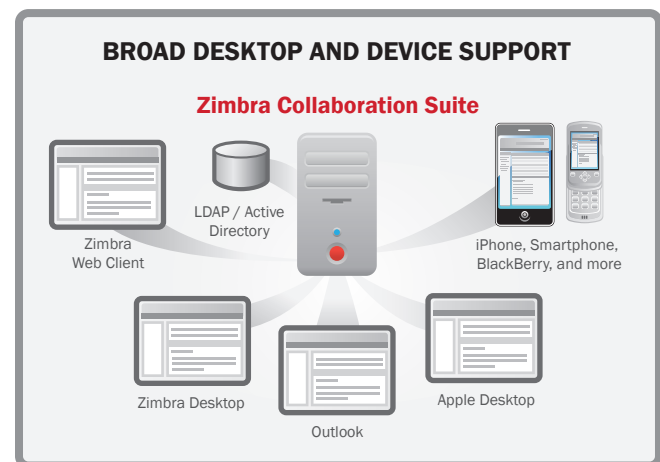 BROAD DESKTOP AND DEVICE SUPPORT
Zimbra Collaboration Suite
LDAP / Active
Directory
Zimbra
Web Client
iPhone, Smartphone,
BlackBerry, and more
Zimbra Desktop
Outlook
Apple Desktop